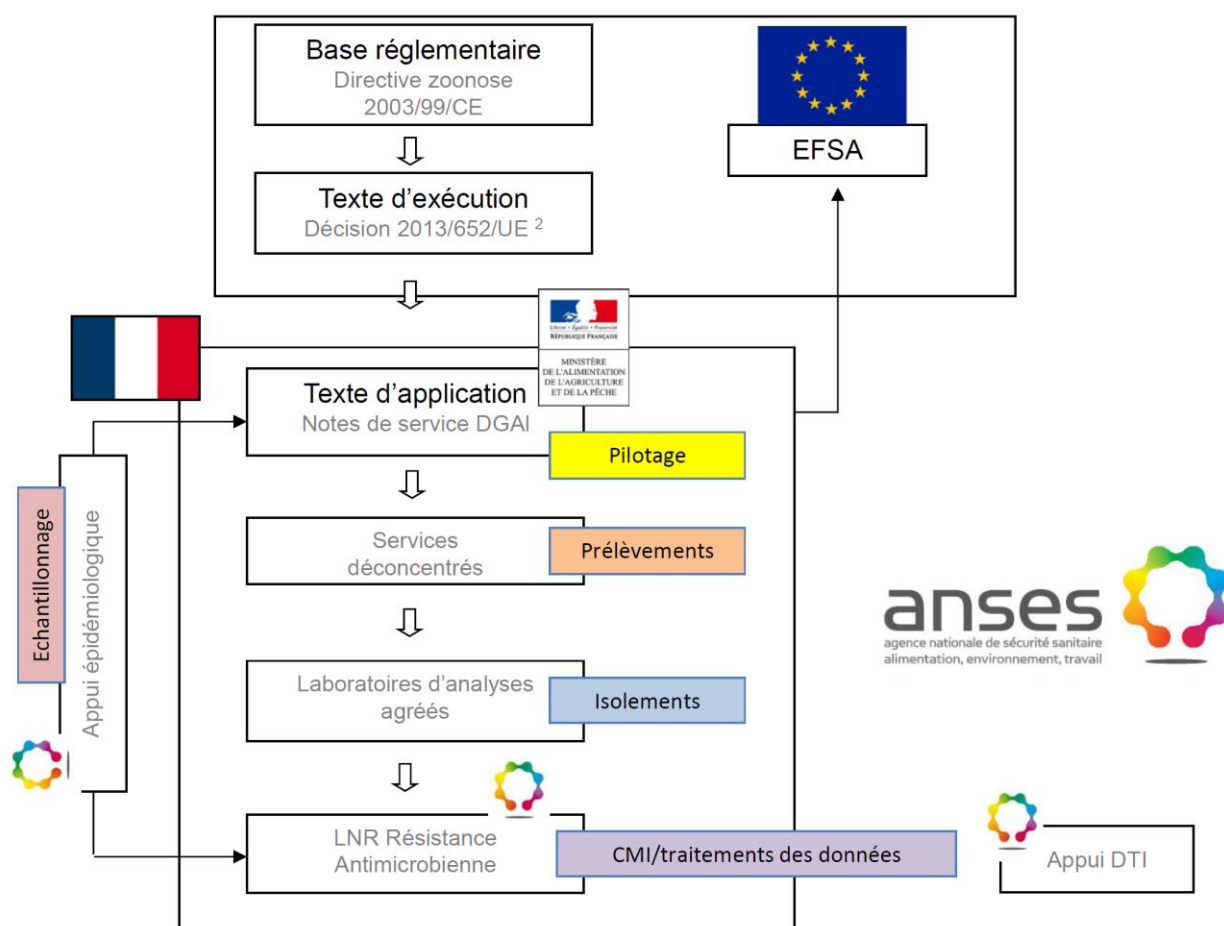 Base réglementaire
Directive zoonose
2003/99/CE
EFSA
Texte d'exécution
Décision 2013/652/UE ²
Liberté • Égalité • Fraternité
RÉPUBLIQUE FRANÇAISE
MINISTÈRE
DE L'ALIMENTATION
DE L'AGRICULTURE
ET DE LA PÊCHE
Texte d'application
Notes de service DGAl
Pilotage
Echantillonnage
Appui épidémiologique
Services
déconcentrés
Prélèvements
anses
agence nationale de sécurité sanitaire
alimentation, environnement, travail
Laboratoires d'analyses
agréés
Isolements
LNR Résistance
Antimicrobienne
CMI/traitements des données
Appui DTI